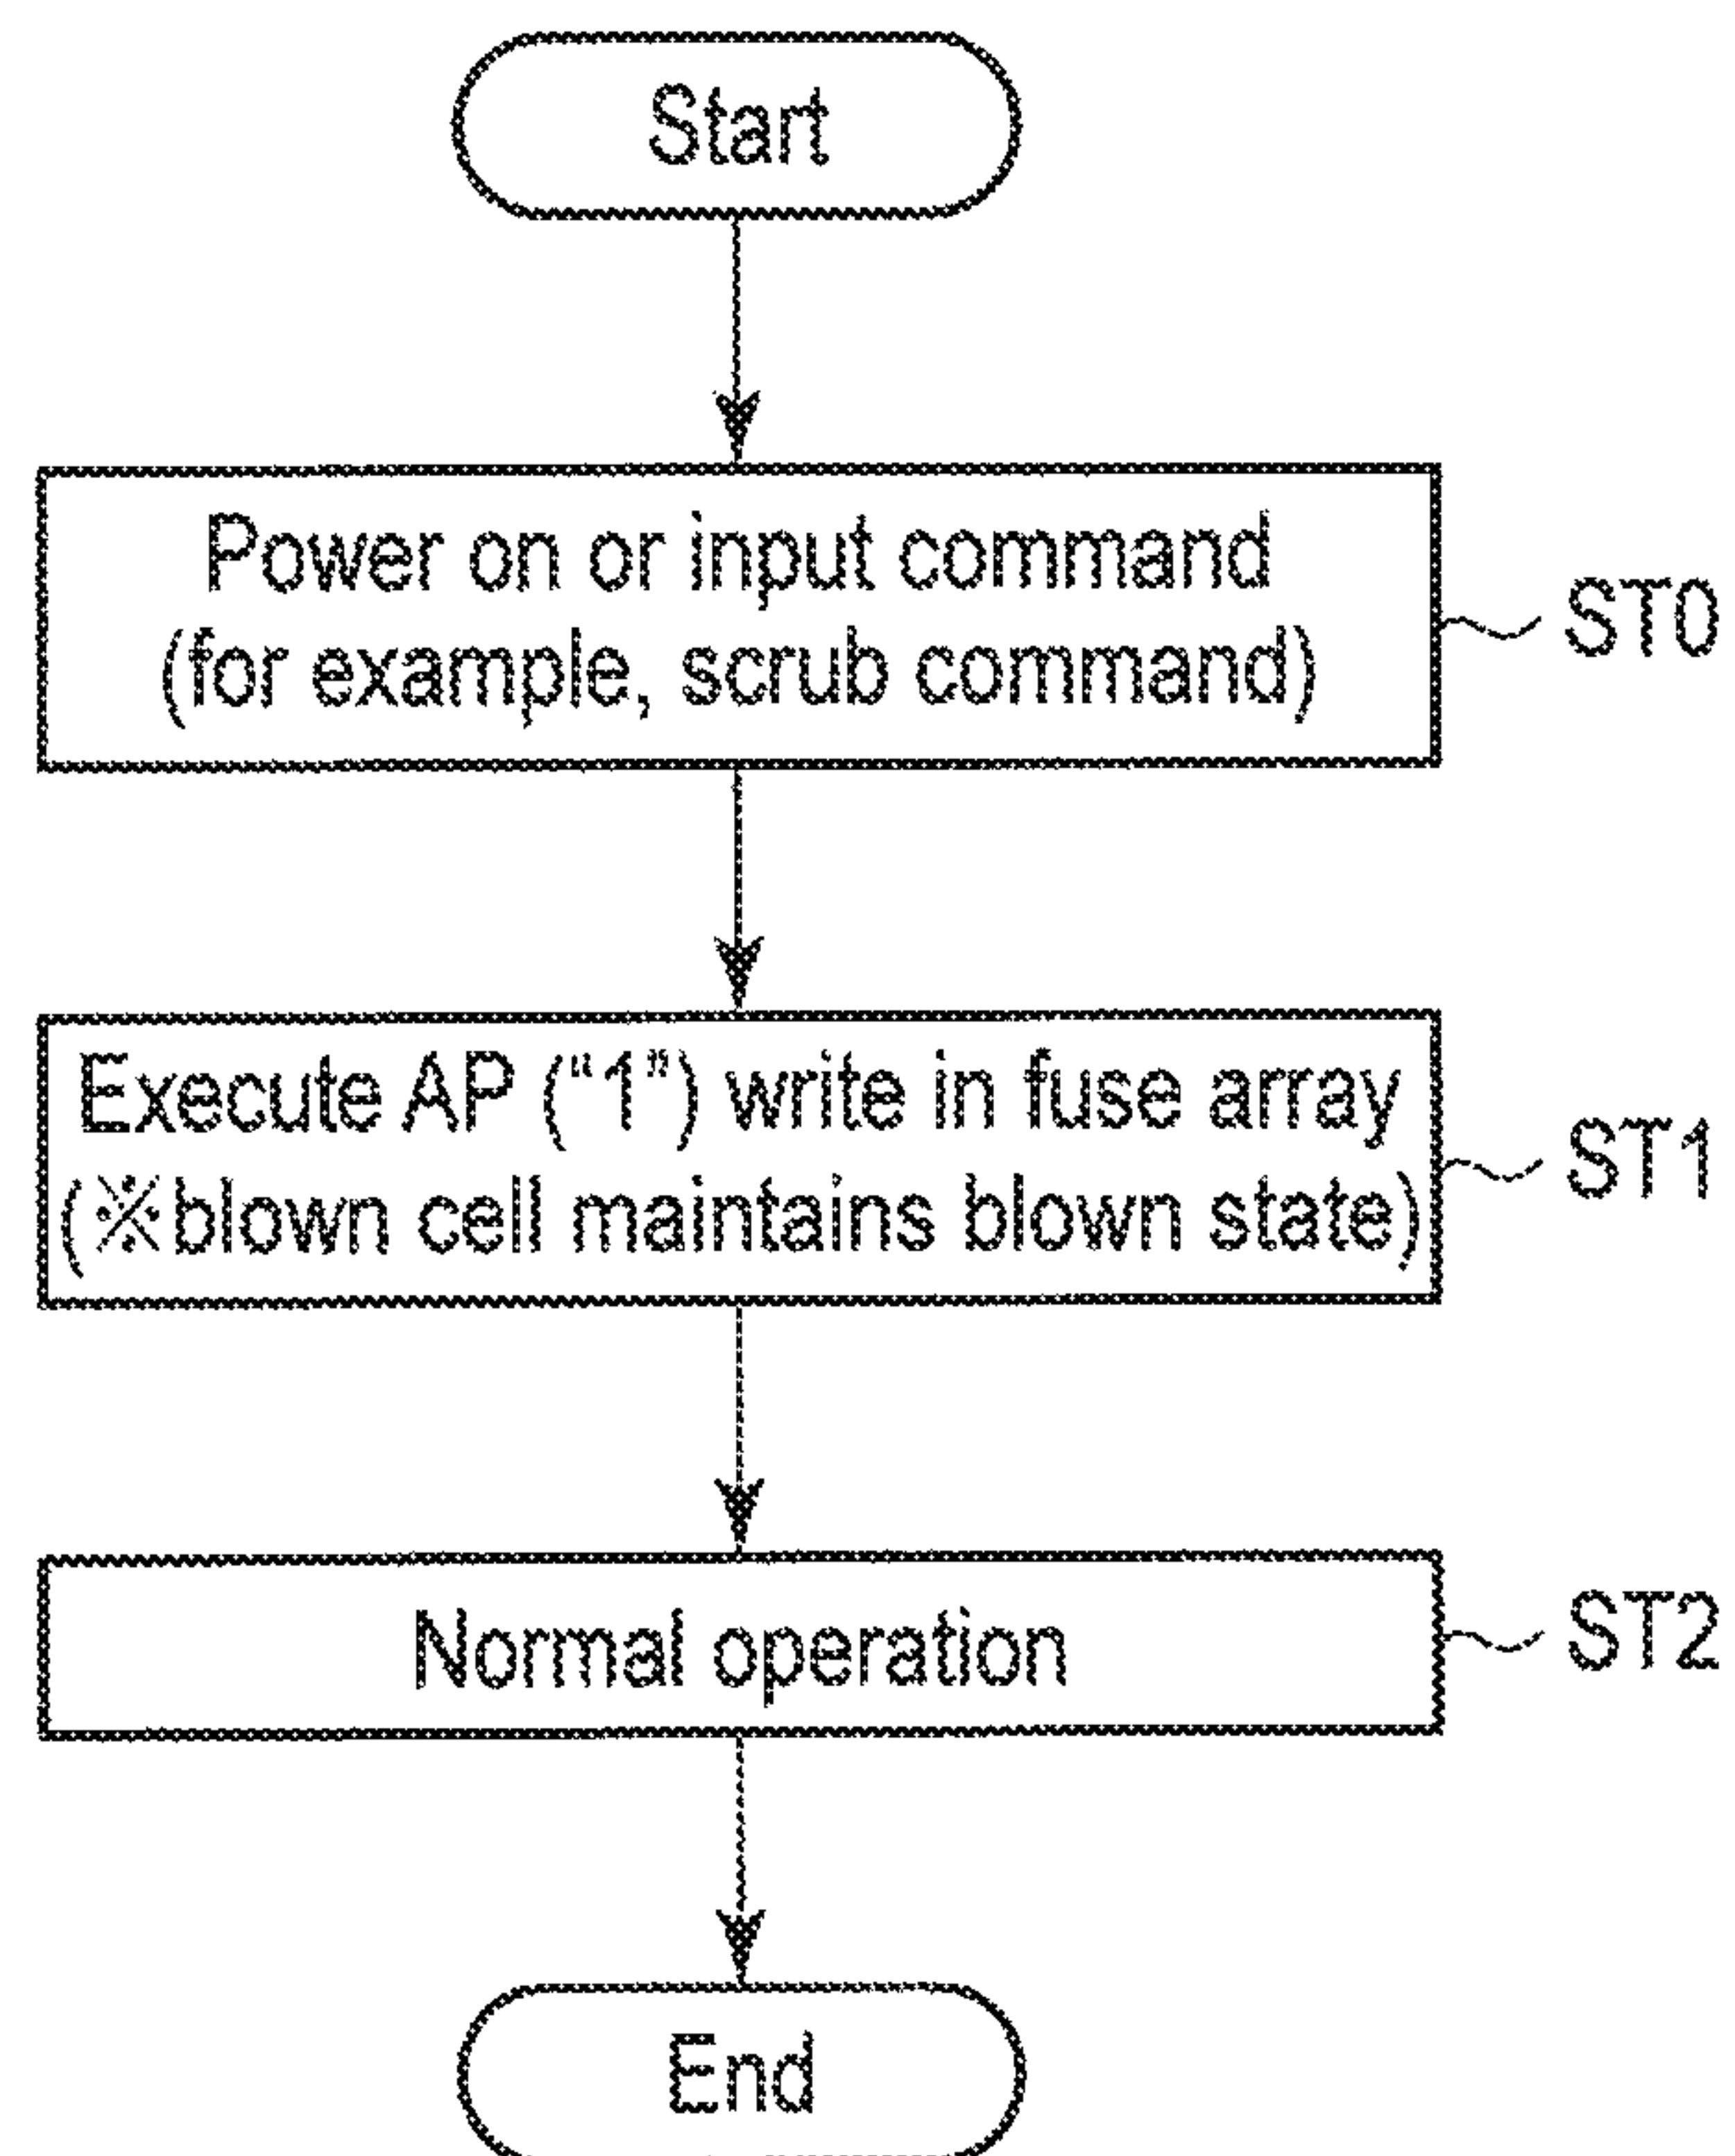 Start
Power on or input command
(for example, scrub command)
ST0
Execute AP (“1”) write in fuse array
(※blown cell maintains blown state)
ST1
Normal operation
ST2
End